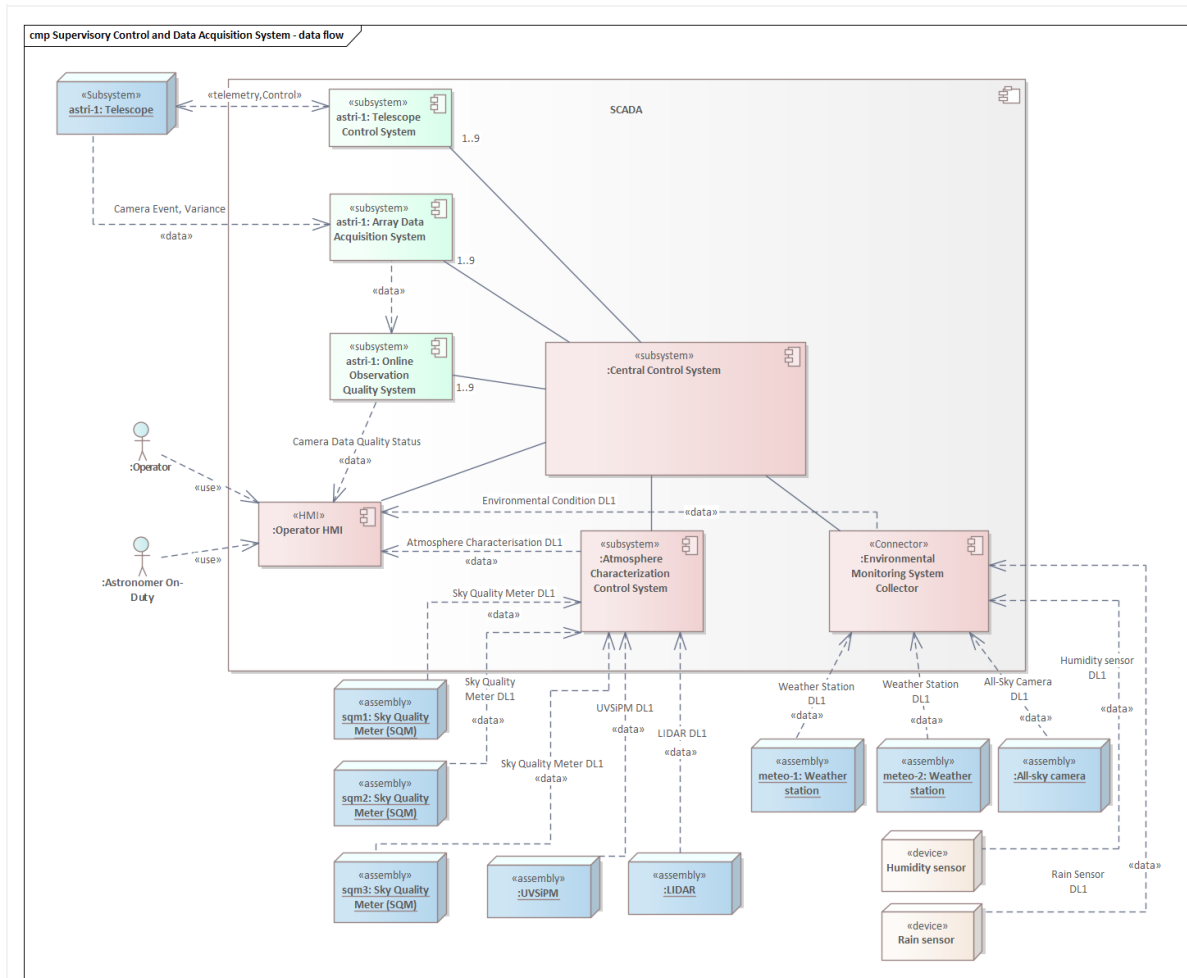 cmp Supervisory Control and Data Acquisition System - data flow
«Subsystem»
astri-1: Telescope
«telemetry,Control»
«subsystem»
astri-1: Telescope
Control System
SCADA
1..9
Camera Event, Variance
«data»
«subsystem»
astri-1: Array Data
Acquisition System
1..9
«data»
«subsystem»
astri-1: Online
Observation
Quality System
1..9
«subsystem»
:Central Control System
Camera Data Quality Status
«data»
:Operator
«use»
:Astronomer On-
Duty
«use»
«HMI»
:Operator HMI
Environmental Condition DL1
«data»
Atmosphere Characterisation DL1
«data»
«subsystem»
:Atmosphere
Characterization
Control System
«Connector»
:Environmental
Monitoring System
Collector
Sky Quality Meter DL1
«data»
Sky Quality
Meter DL1
«data»
Sky Quality Meter DL1
«data»
UVSiPM DL1
«data»
LIDAR DL1
«data»
Weather Station
DL1
«data»
Weather Station
DL1
«data»
All-Sky Camera
DL1
«data»
Humidity sensor
DL1
«assembly»
sqm1: Sky Quality
Meter (SQM)
«assembly»
sqm2: Sky Quality
Meter (SQM)
«assembly»
sqm3: Sky Quality
Meter (SQM)
«assembly»
:UVSiPM
«assembly»
:LIDAR
«assembly»
meteo-1: Weather
station
«assembly»
meteo-2: Weather
station
«assembly»
:All-sky camera
«device»
Humidity sensor
«data»
Rain Sensor
DL1
«device»
Rain sensor